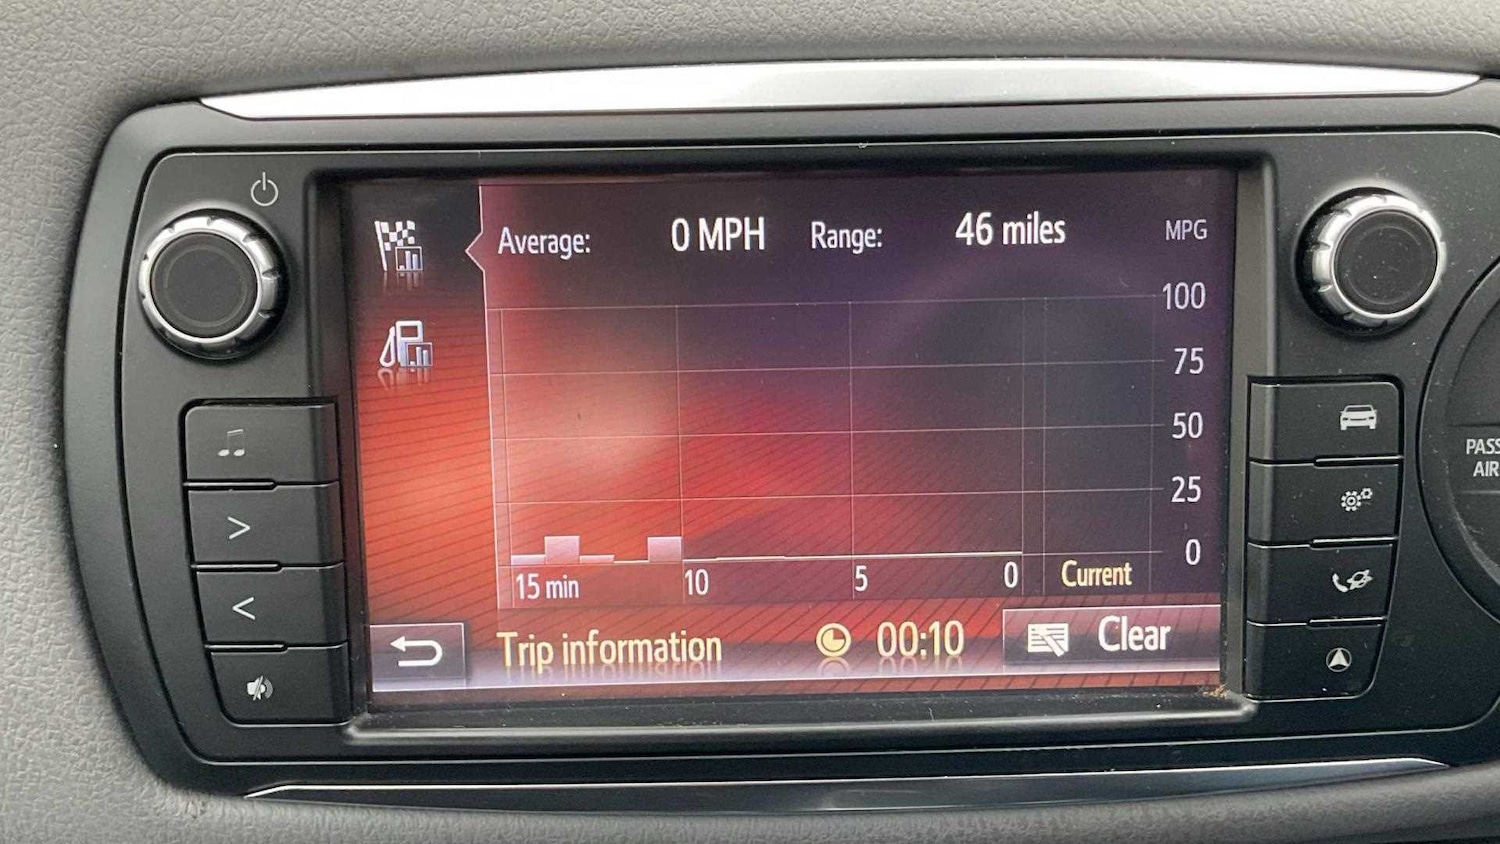 Average: 0 MPH Range: 46 miles MPG
100
75
50
25
0
15 min 10 5 0 Current
Trip information 00:10 Clear
PASS
AIR